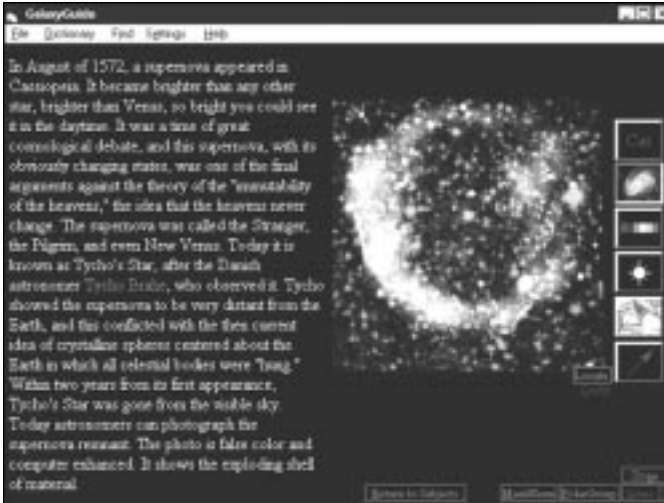 GalaxyGuide
File Dictionary Find Settings Help
In August of 1572, a supernova appeared in
Cassiopeia. It became brighter than any other
star, brighter than Venus, so bright you could see
it in the daytime. It was a time of great
cosmological debate, and this supernova, with its
obviously changing states, was one of the final
arguments against the theory of the "immutability
of the heavens," the idea that the heavens never
change. The supernova was called the Stranger,
the Pilgrim, and even New Venus. Today it is
known as Tycho's Star, after the Danish
astronomer Tycho Brahe, who observed it. Tycho
showed the supernova to be very distant from the
Earth, and this conflicted with the then current
idea of crystalline spheres centered about the
Earth in which all celestial bodies were "hung."
Within two years from its first appearance,
Tycho's Star was gone from the visible sky.
Today astronomers can photograph the
supernova remnant. The photo is false color and
computer enhanced. It shows the exploding shell
of material.
Return to Subjects